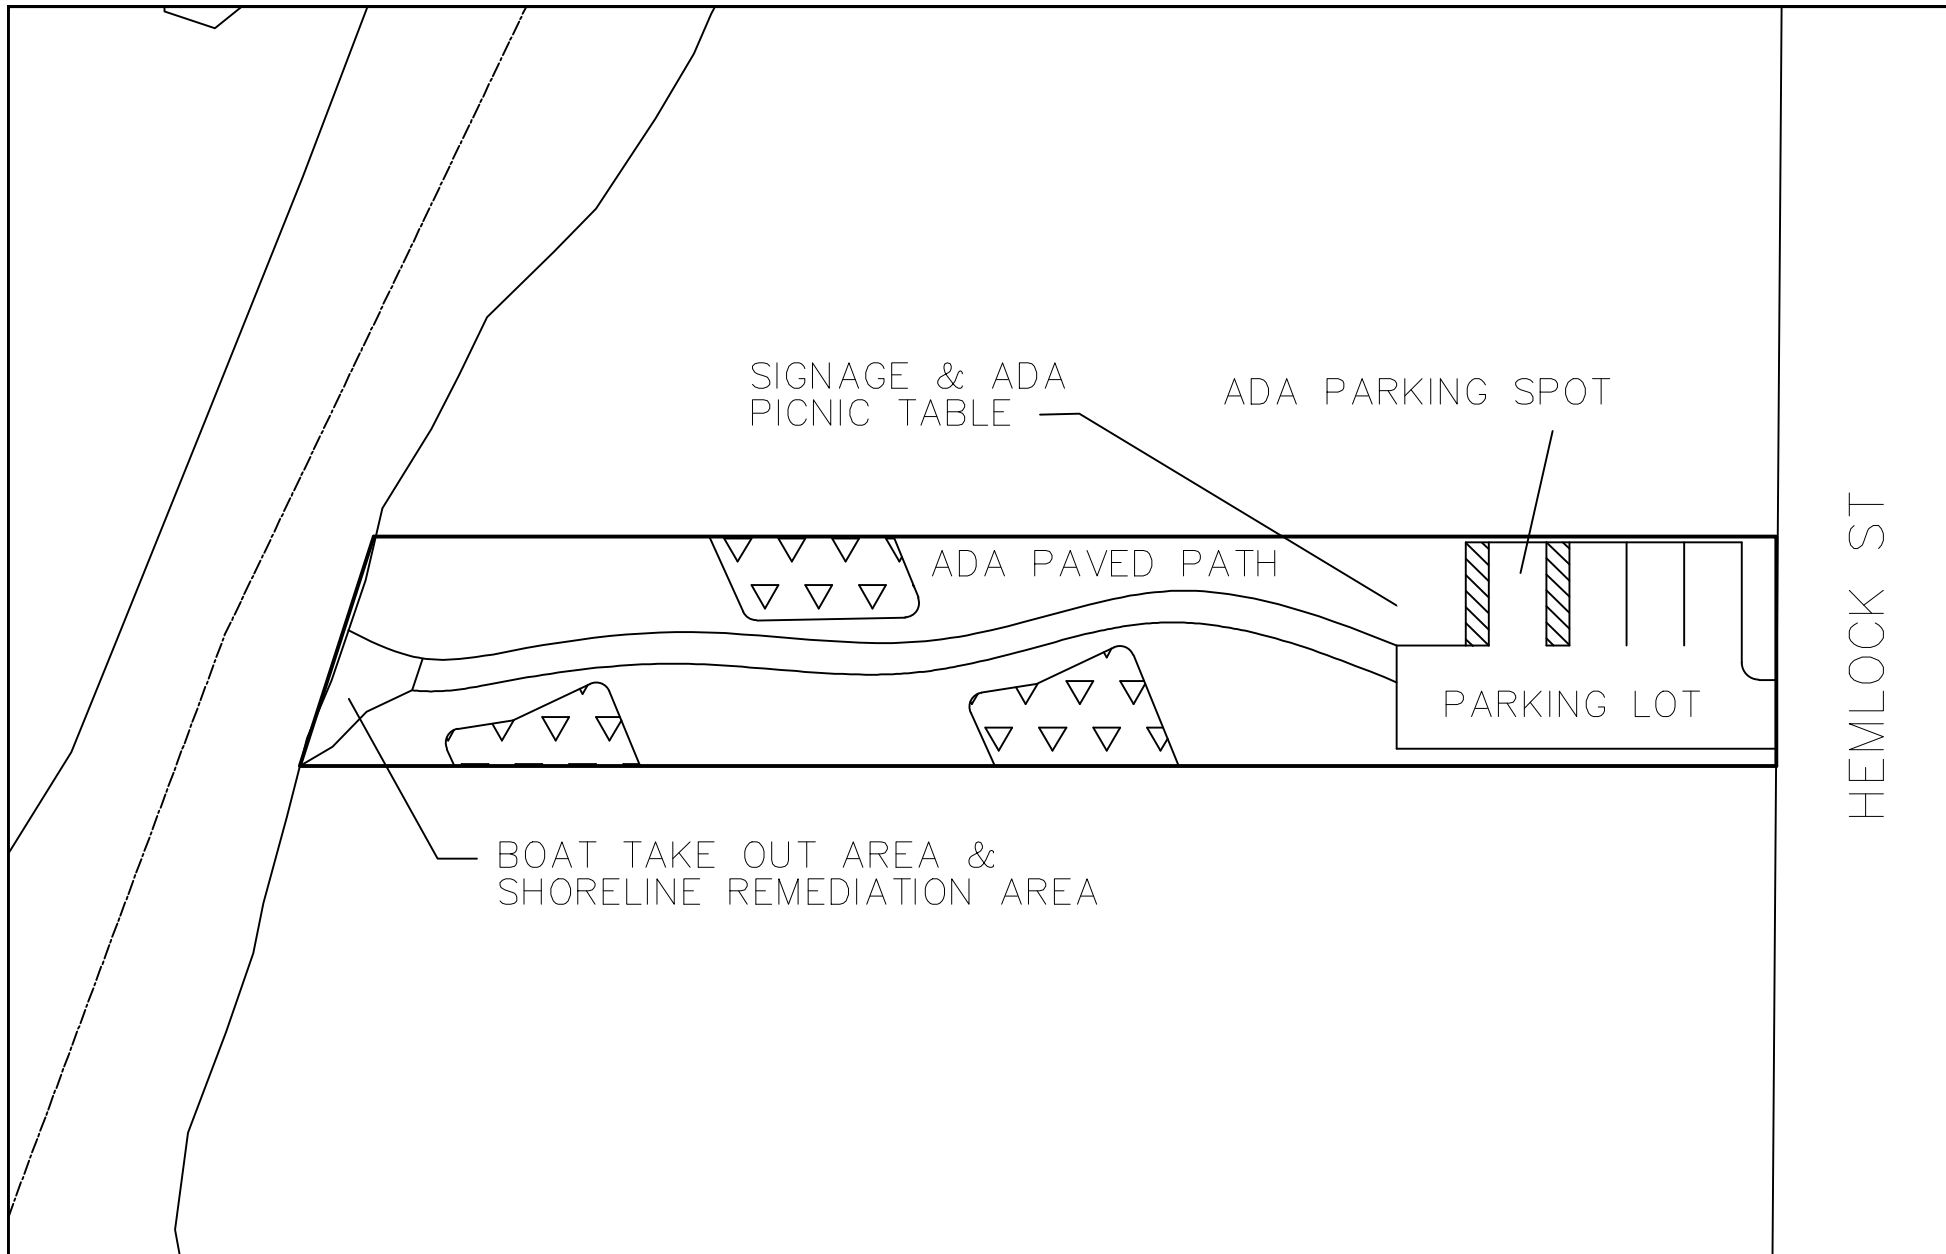 SIGNAGE & ADA
PICNIC TABLE
ADA PARKING SPOT
ADA PAVED PATH
PARKING LOT
HEMLOCK ST
BOAT TAKE OUT AREA &
SHORELINE REMEDIATION AREA